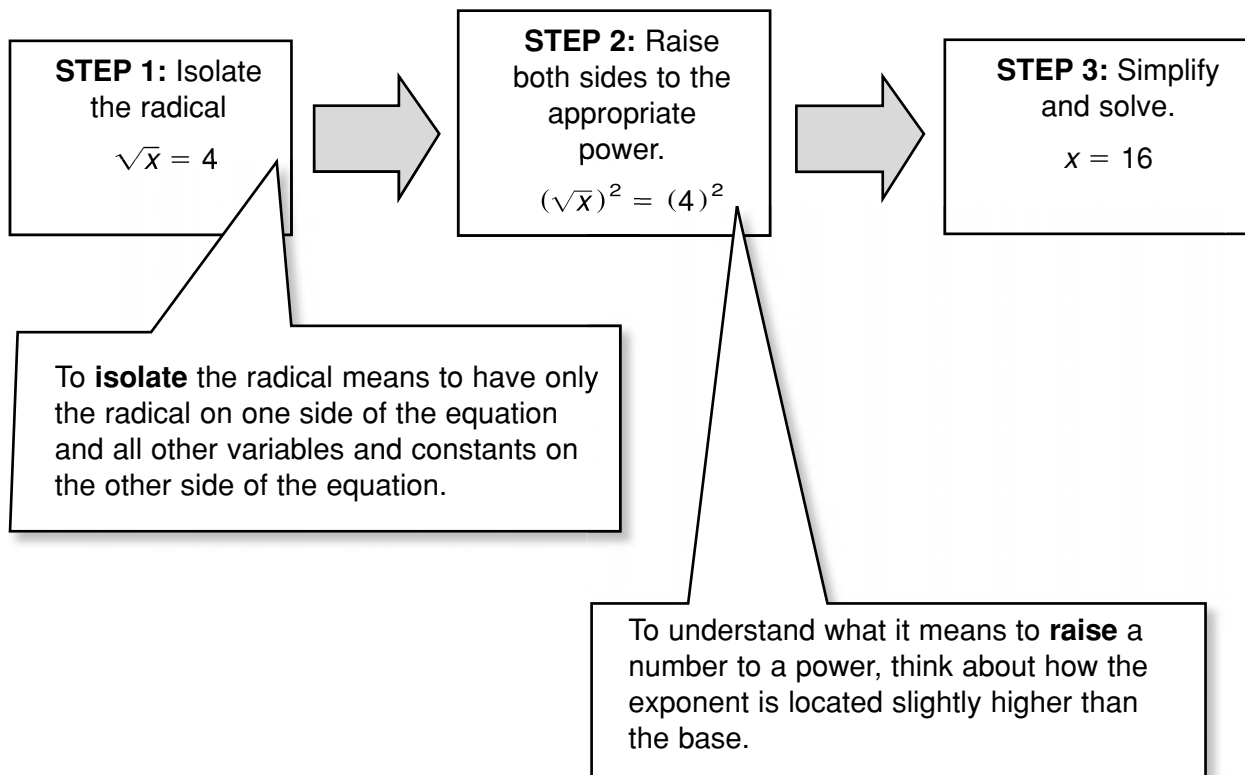 STEP 1: Isolate
the radical
√x = 4
STEP 2: Raise
both sides to the
appropriate
power.
(√x)² = (4)²
STEP 3: Simplify
and solve.
x = 16
To isolate the radical means to have only
the radical on one side of the equation
and all other variables and constants on
the other side of the equation.
To understand what it means to raise a
number to a power, think about how the
exponent is located slightly higher than
the base.